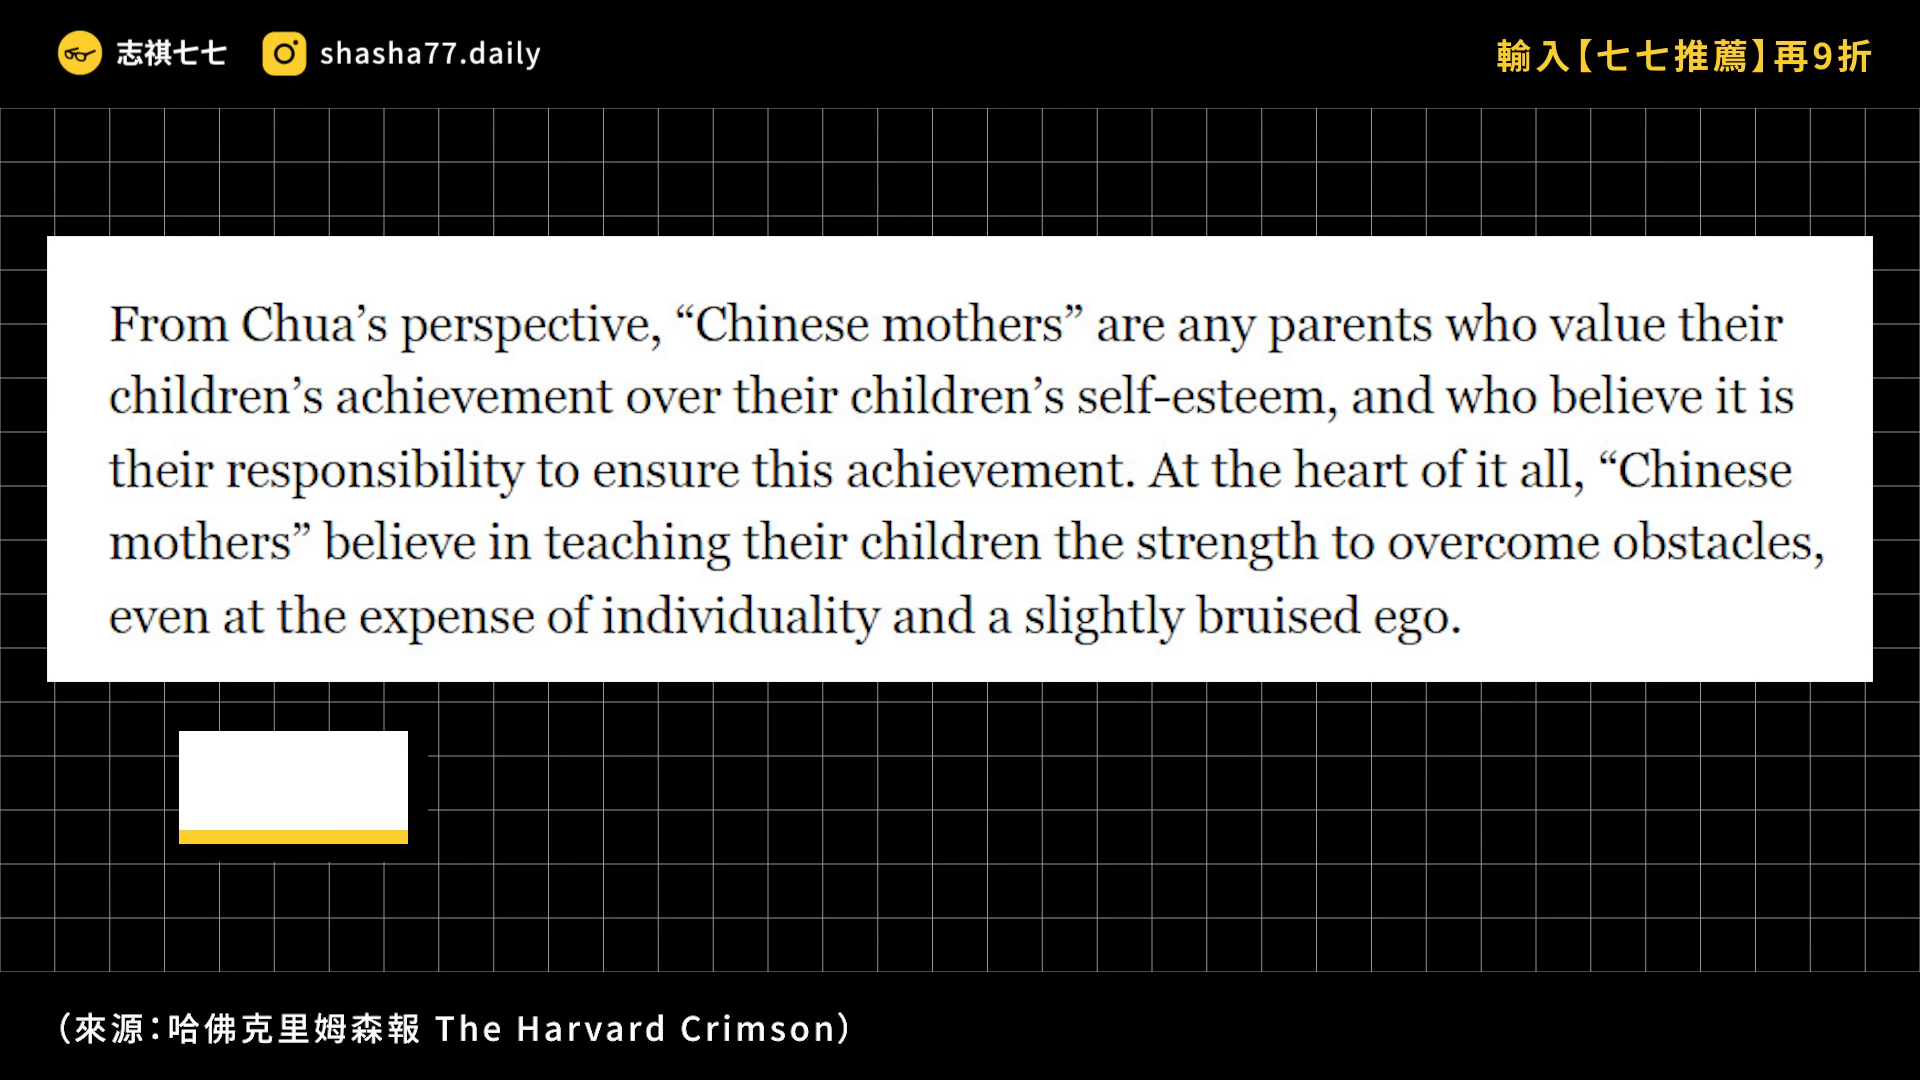 志祺七七 shasha77.daily
輸入【七七推薦】再9折
From Chua’s perspective, “Chinese mothers” are any parents who value their
children’s achievement over their children’s self-esteem, and who believe it is
their responsibility to ensure this achievement. At the heart of it all, “Chinese
mothers” believe in teaching their children the strength to overcome obstacles,
even at the expense of individuality and a slightly bruised ego.
（來源：哈佛克里姆森報 The Harvard Crimson）